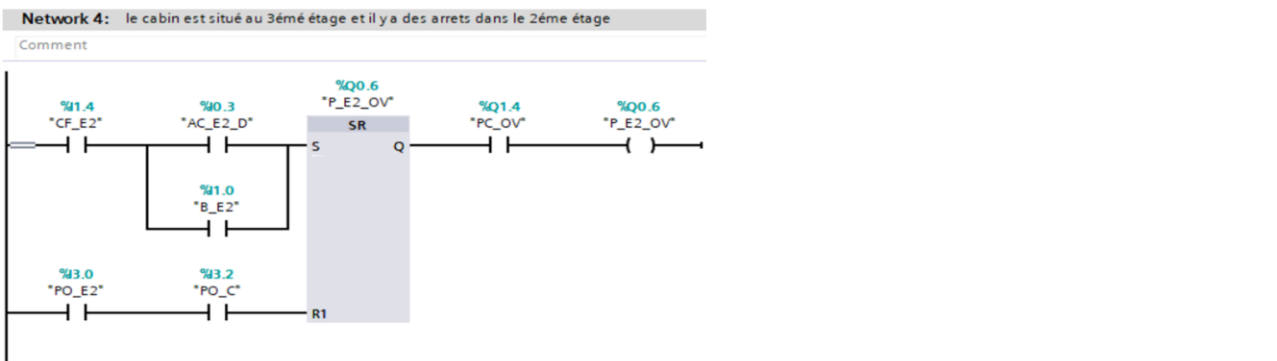 Network 4: le cabin est situé au 3émé étage et il y a des arrets dans le 2éme étage
Comment
%Q0.6
"P_E2_OV"
%I1.4 %I0.3 %Q1.4 %Q0.6
"CF_E2" "AC_E2_D" SR "PC_OV" "P_E2_OV"
S Q
%I1.0
"B_E2"
%I3.0 %I3.2
"PO_E2" "PO_C"
R1